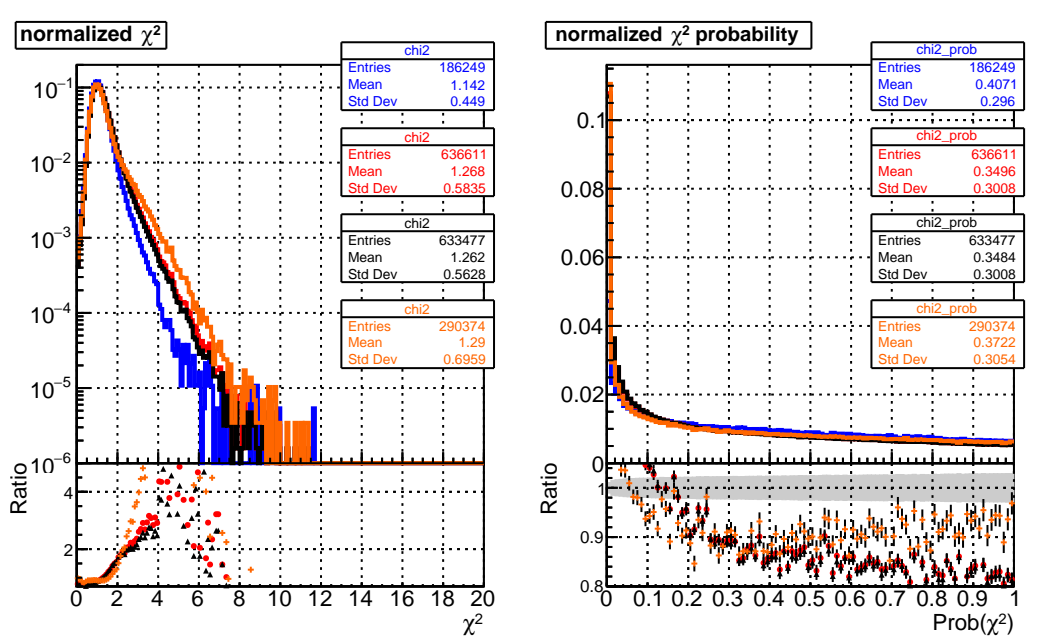 normalized χ²
chi2
Entries 186249
Mean 1.142
Std Dev 0.449
chi2
Entries 636611
Mean 1.268
Std Dev 0.5835
chi2
Entries 633477
Mean 1.262
Std Dev 0.5628
chi2
Entries 290374
Mean 1.29
Std Dev 0.6959
10⁻¹
10⁻²
10⁻³
10⁻⁴
10⁻⁵
10⁻⁶
Ratio
4
2
0 2 4 6 8 10 12 14 16 18 20
χ²
normalized χ² probability
chi2_prob
Entries 186249
Mean 0.4071
Std Dev 0.296
chi2_prob
Entries 636611
Mean 0.3496
Std Dev 0.3008
chi2_prob
Entries 633477
Mean 0.3484
Std Dev 0.3008
chi2_prob
Entries 290374
Mean 0.3722
Std Dev 0.3054
0.1
0.08
0.06
0.04
0.02
0
Ratio
1
0.9
0.8
0 0.1 0.2 0.3 0.4 0.5 0.6 0.7 0.8 0.9 1
Prob(χ²)